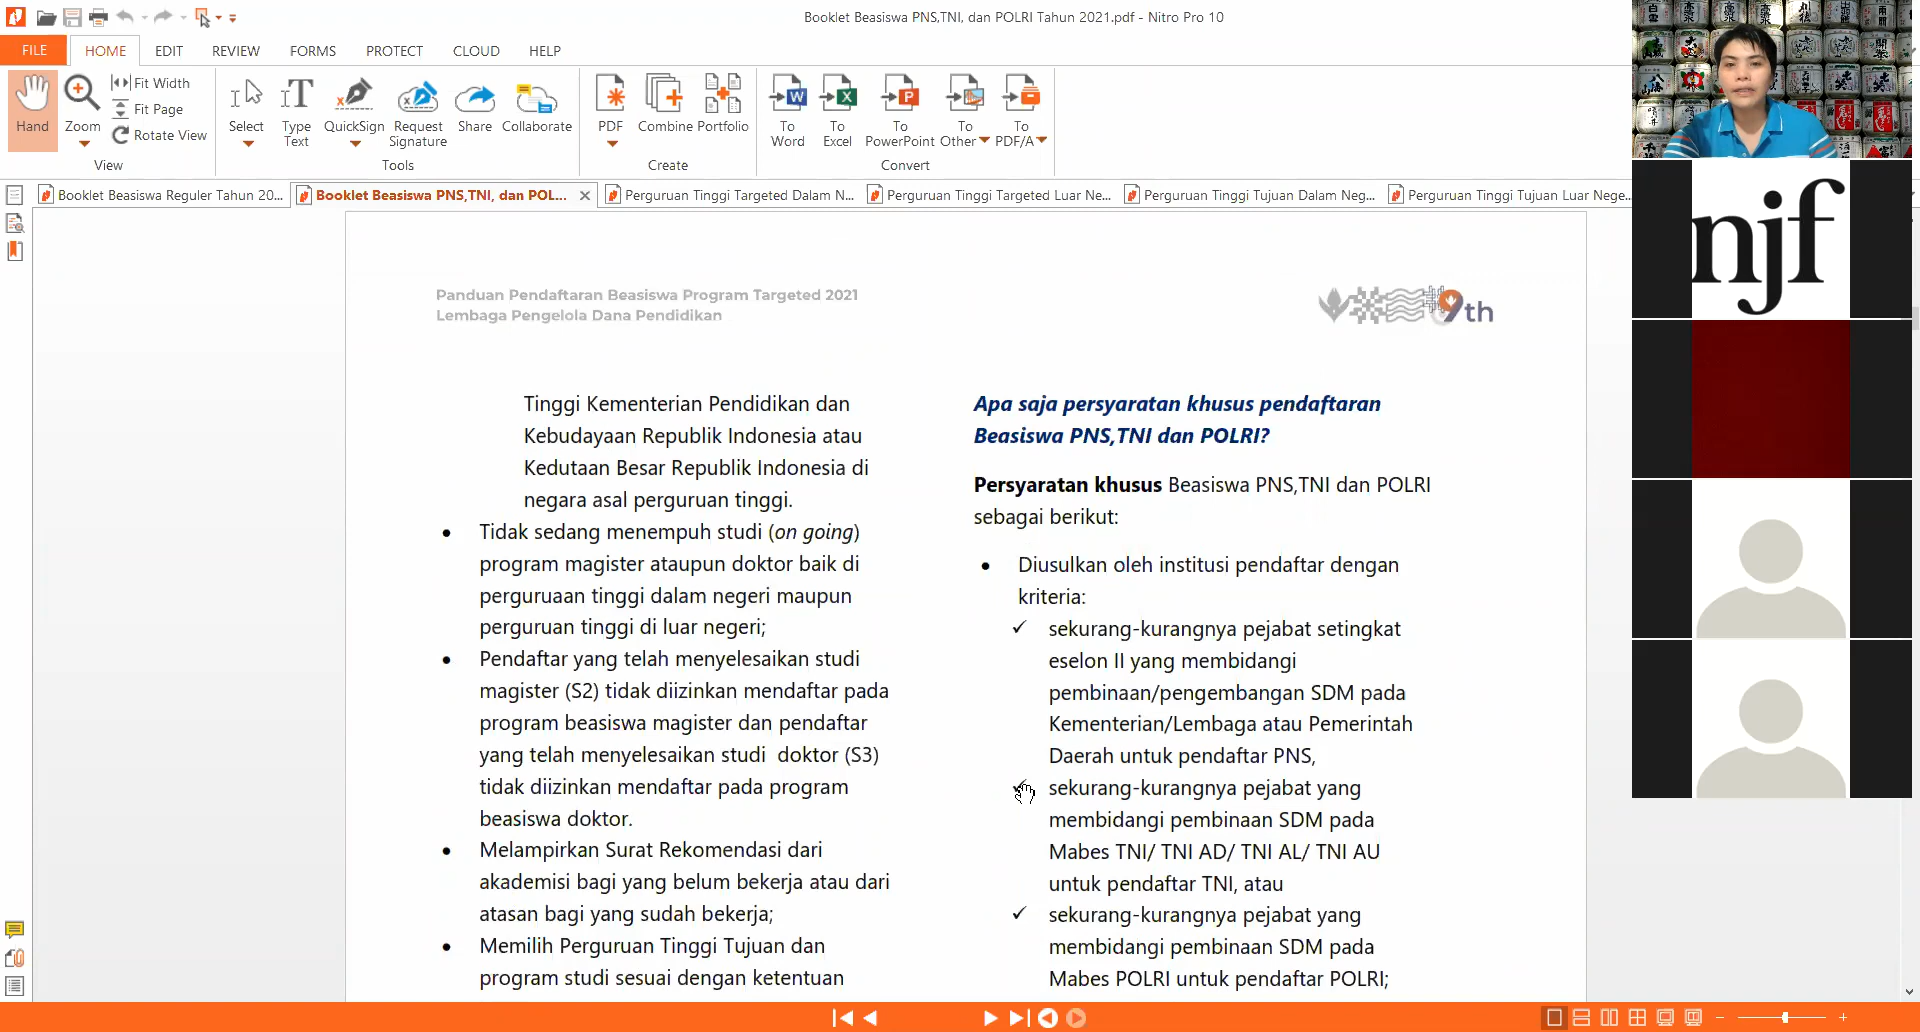 Booklet Beasiswa PNS,TNI, dan POLRI Tahun 2021.pdf - Nitro Pro 10
FILE
HOME
EDIT
REVIEW
FORMS
PROTECT
CLOUD
HELP
Hand
Zoom
Fit Width
Fit Page
Rotate View
View
Select
Type Text
QuickSign
Request Signature
Share
Collaborate
Tools
PDF
Combine
Portfolio
Create
To Word
To Excel
To PowerPoint
To Other
To PDF/A
Convert
Booklet Beasiswa Reguler Tahun 20...
Booklet Beasiswa PNS,TNI, dan POL...
Perguruan Tinggi Targeted Dalam N...
Perguruan Tinggi Targeted Luar Ne...
Perguruan Tinggi Tujuan Dalam Neg...
Perguruan Tinggi Tujuan Luar Nege...
Panduan Pendaftaran Beasiswa Program Targeted 2021
Lembaga Pengelola Dana Pendidikan
#9th
Tinggi Kementerian Pendidikan dan
Kebudayaan Republik Indonesia atau
Kedutaan Besar Republik Indonesia di
negara asal perguruan tinggi.
• Tidak sedang menempuh studi (on going)
program magister ataupun doktor baik di
perguruaan tinggi dalam negeri maupun
perguruan tinggi di luar negeri;
• Pendaftar yang telah menyelesaikan studi
magister (S2) tidak diizinkan mendaftar pada
program beasiswa magister dan pendaftar
yang telah menyelesaikan studi doktor (S3)
tidak diizinkan mendaftar pada program
beasiswa doktor.
• Melampirkan Surat Rekomendasi dari
akademisi bagi yang belum bekerja atau dari
atasan bagi yang sudah bekerja;
• Memilih Perguruan Tinggi Tujuan dan
program studi sesuai dengan ketentuan
Apa saja persyaratan khusus pendaftaran
Beasiswa PNS,TNI dan POLRI?
Persyaratan khusus Beasiswa PNS,TNI dan POLRI
sebagai berikut:
• Diusulkan oleh institusi pendaftar dengan
kriteria:
✓ sekurang-kurangnya pejabat setingkat
eselon II yang membidangi
pembinaan/pengembangan SDM pada
Kementerian/Lembaga atau Pemerintah
Daerah untuk pendaftar PNS,
✓ sekurang-kurangnya pejabat yang
membidangi pembinaan SDM pada
Mabes TNI/ TNI AD/ TNI AL/ TNI AU
untuk pendaftar TNI, atau
✓ sekurang-kurangnya pejabat yang
membidangi pembinaan SDM pada
Mabes POLRI untuk pendaftar POLRI;
njf